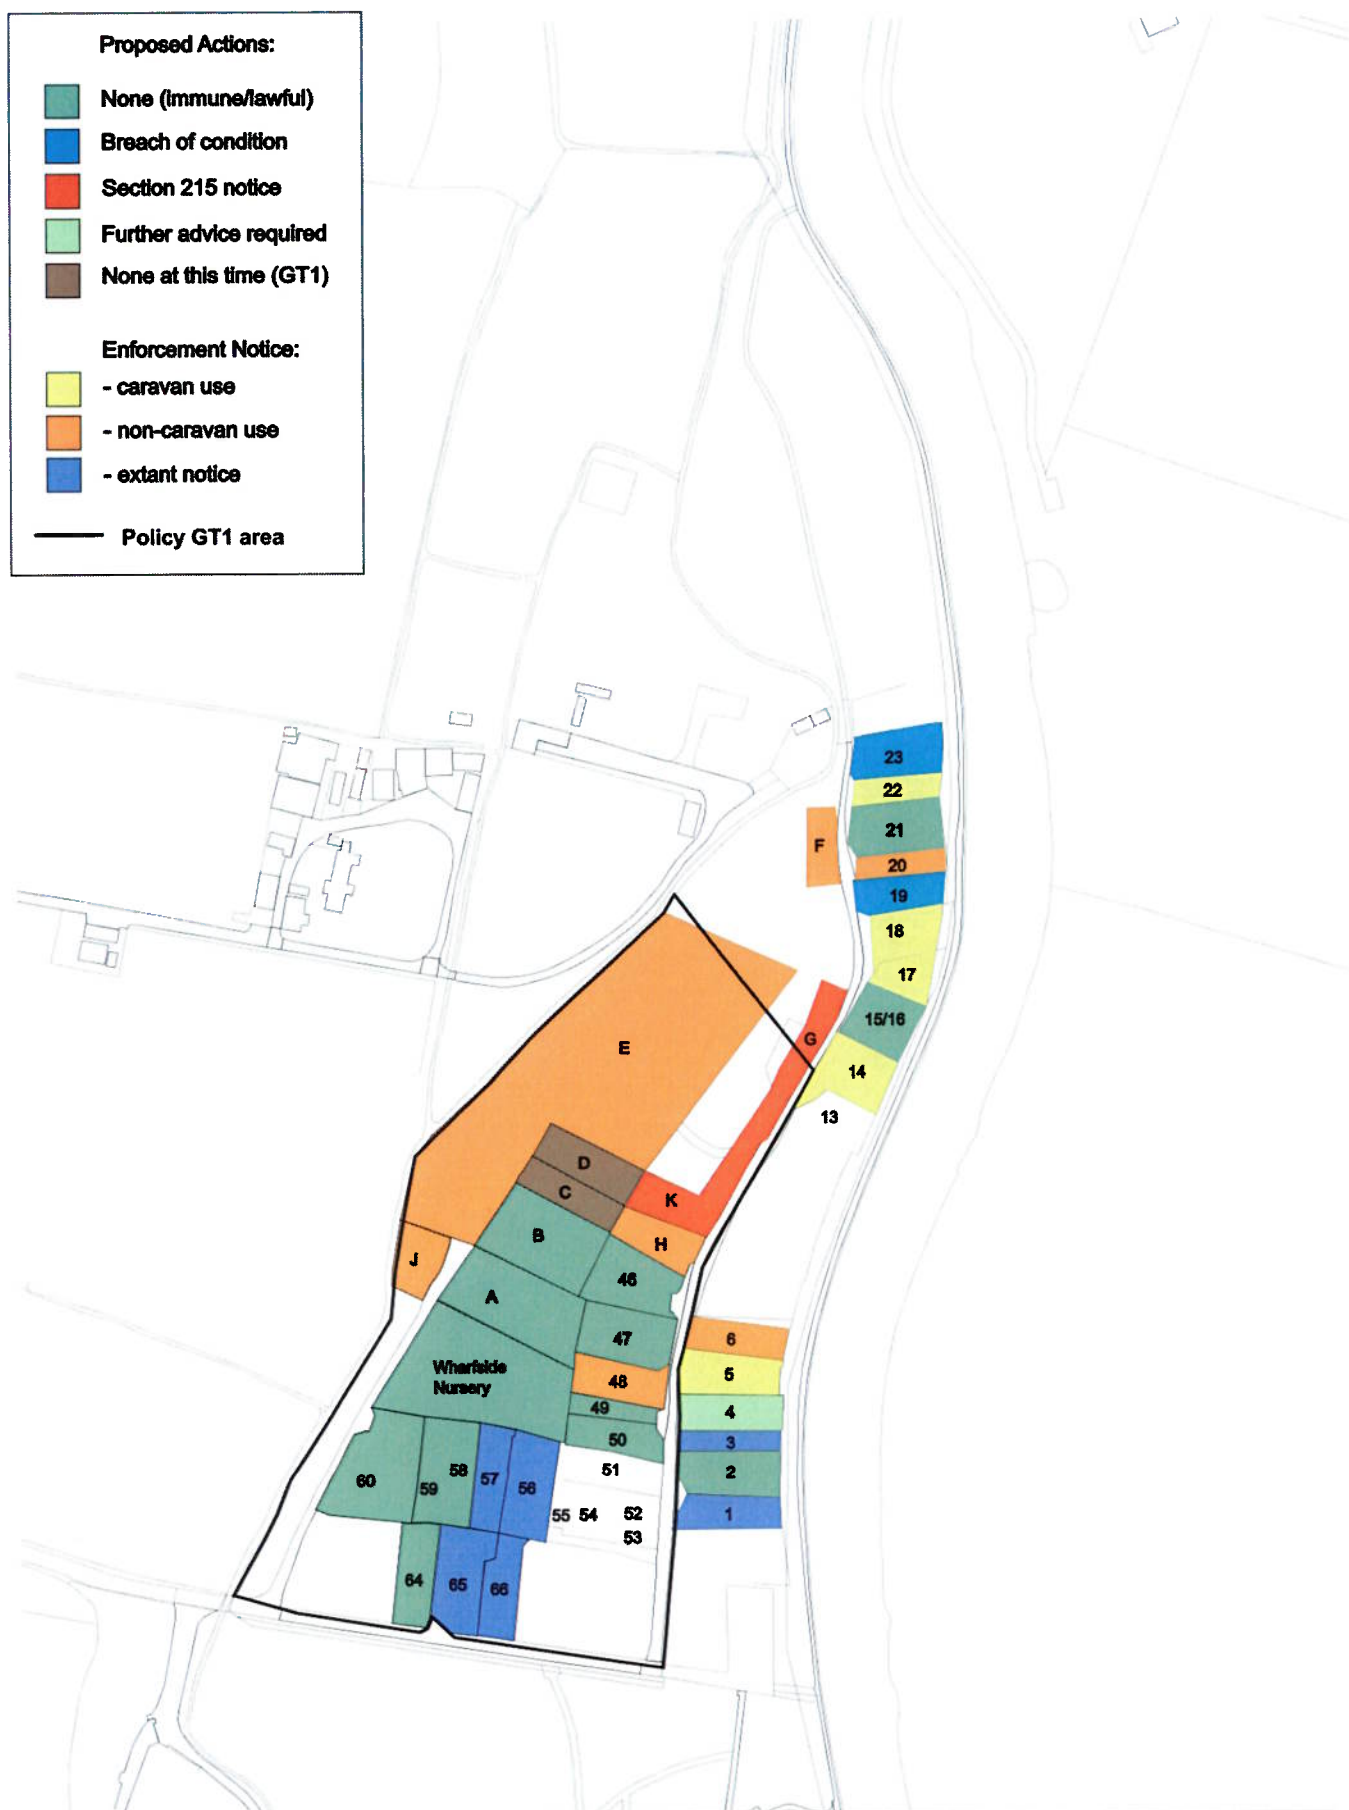 Proposed Actions:
None (immune/lawful)
Breach of condition
Section 215 notice
Further advice required
None at this time (GT1)
Enforcement Notice:
- caravan use
- non-caravan use
- extant notice
Policy GT1 area
23
22
21
F
20
19
18
17
15/16
G
E
14
13
D
C
K
B
H
J
46
A
47
6
Wharfside
Nursery
5
48
49
4
50
3
51
2
60
59
58
57
56
55
54
52
53
1
64
65
66